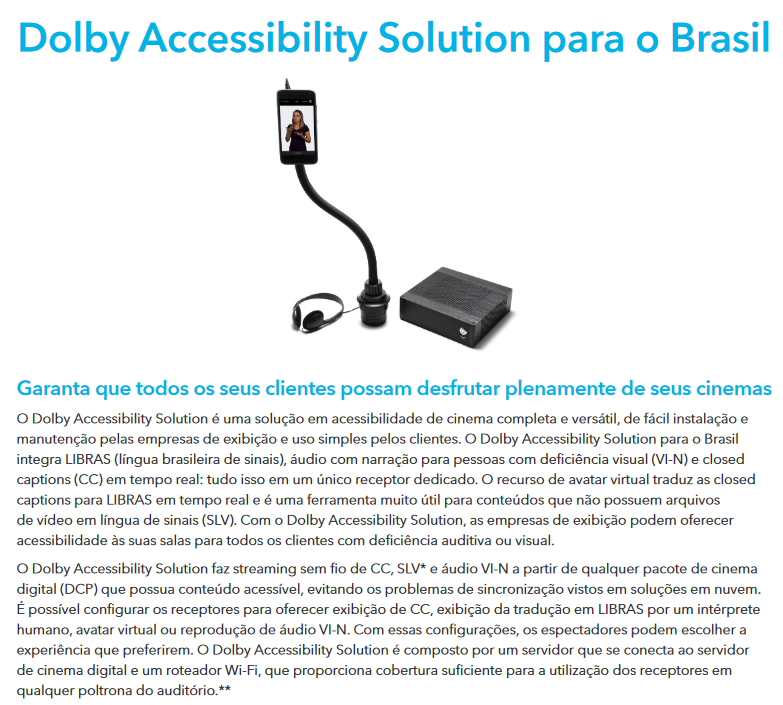 Dolby Accessibility Solution para o Brasil
Garanta que todos os seus clientes possam desfrutar plenamente de seus cinemas
O Dolby Accessibility Solution é uma solução em acessibilidade de cinema completa e versátil, de fácil instalação e
manutenção pelas empresas de exibição e uso simples pelos clientes. O Dolby Accessibility Solution para o Brasil
integra LIBRAS (língua brasileira de sinais), áudio com narração para pessoas com deficiência visual (VI-N) e closed
captions (CC) em tempo real: tudo isso em um único receptor dedicado. O recurso de avatar virtual traduz as closed
captions para LIBRAS em tempo real e é uma ferramenta muito útil para conteúdos que não possuem arquivos
de vídeo em língua de sinais (SLV). Com o Dolby Accessibility Solution, as empresas de exibição podem oferecer
acessibilidade às suas salas para todos os clientes com deficiência auditiva ou visual.
O Dolby Accessibility Solution faz streaming sem fio de CC, SLV* e áudio VI-N a partir de qualquer pacote de cinema
digital (DCP) que possua conteúdo acessível, evitando os problemas de sincronização vistos em soluções em nuvem.
É possível configurar os receptores para oferecer exibição de CC, exibição da tradução em LIBRAS por um intérprete
humano, avatar virtual ou reprodução de áudio VI-N. Com essas configurações, os espectadores podem escolher a
experiência que preferirem. O Dolby Accessibility Solution é composto por um servidor que se conecta ao servidor
de cinema digital e um roteador Wi-Fi, que proporciona cobertura suficiente para a utilização dos receptores em
qualquer poltrona do auditório.**